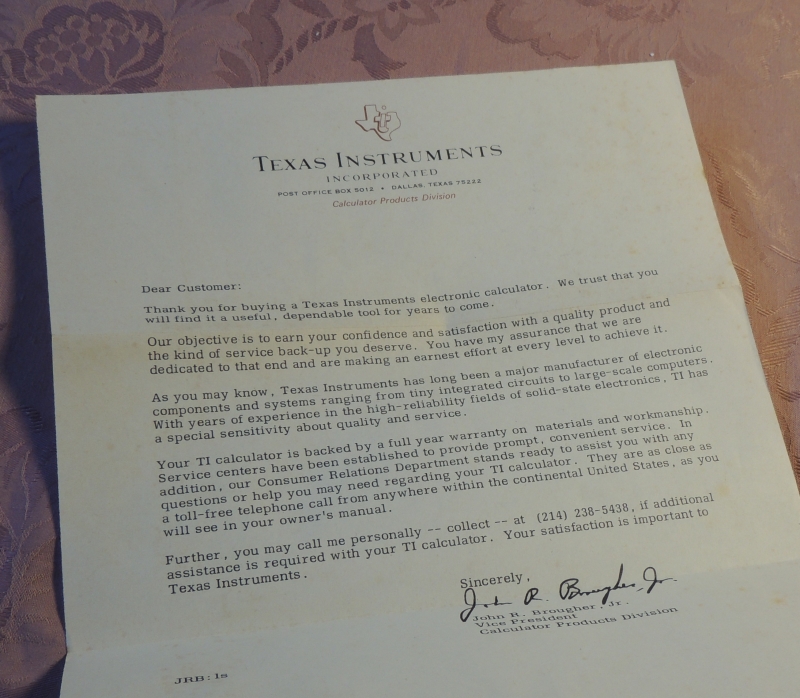 TEXAS INSTRUMENTS
INCORPORATED
POST OFFICE BOX 5012 • DALLAS, TEXAS 75222
Calculator Products Division
Dear Customer:
Thank you for buying a Texas Instruments electronic calculator. We trust that you
will find it a useful, dependable tool for years to come.
Our objective is to earn your confidence and satisfaction with a quality product and
the kind of service back-up you deserve. You have my assurance that we are
dedicated to that end and are making an earnest effort at every level to achieve it.
As you may know, Texas Instruments has long been a major manufacturer of electronic
components and systems ranging from tiny integrated circuits to large-scale computers.
With years of experience in the high-reliability fields of solid-state electronics, TI has
a special sensitivity about quality and service.
Your TI calculator is backed by a full year warranty on materials and workmanship.
Service centers have been established to provide prompt, convenient service. In
addition, our Consumer Relations Department stands ready to assist you with any
questions or help you may need regarding your TI calculator. They are as close as
a toll-free telephone call from anywhere within the continental United States, as you
will see in your owner's manual.
Further, you may call me personally -- collect -- at (214) 238-5438, if additional
assistance is required with your TI calculator. Your satisfaction is important to
Texas Instruments.
Sincerely,
John R. Brougher, Jr.
John R. Brougher, Jr.
Vice President
Calculator Products Division
JRB:ls